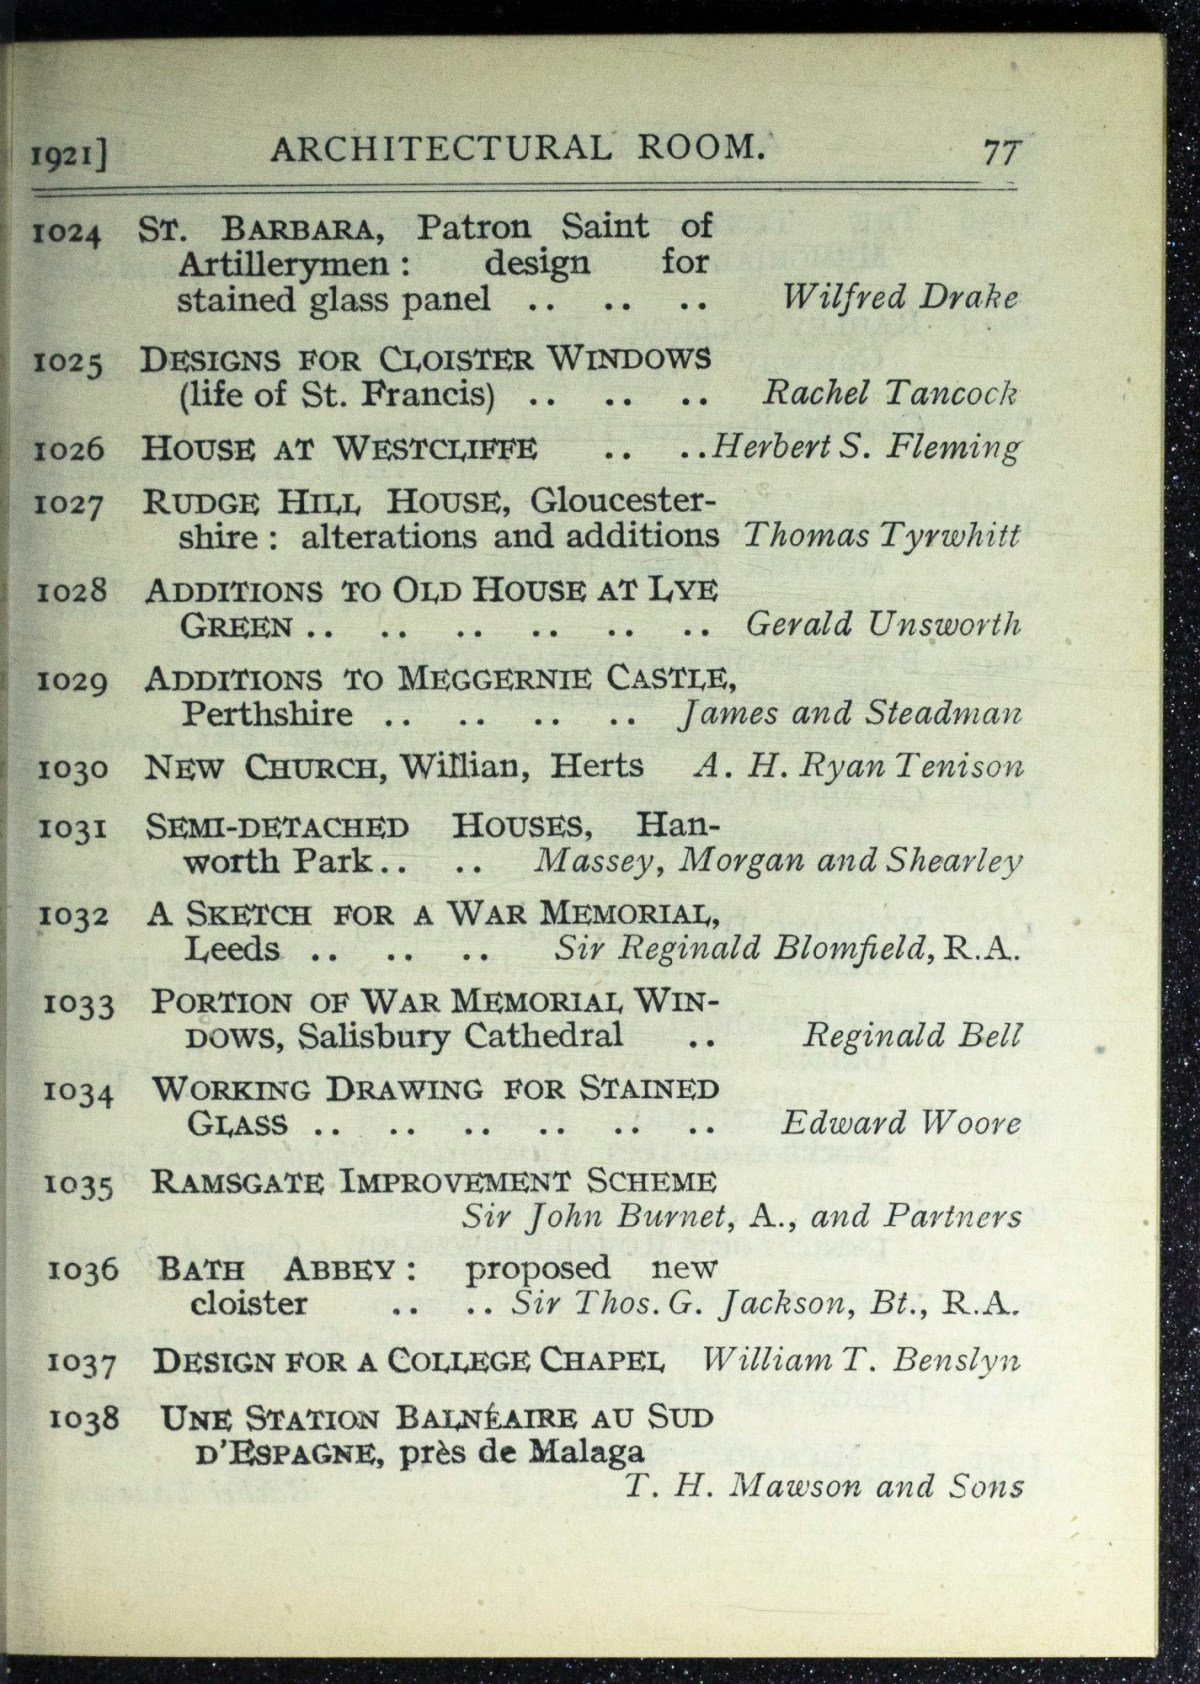 1921] ARCHITECTURAL ROOM. 77
1024 St. Barbara, Patron Saint of
Artillerymen : design for
stained glass panel .. .. .. Wilfred Drake
1025 Designs for Cloister Windows
(life of St. Francis) .. .. .. Rachel Tancock
1026 House at Westcliffe .. .. Herbert S. Fleming
1027 Rudge Hill House, Gloucester-
shire : alterations and additions Thomas Tyrwhitt
1028 Additions to Old House at Lye
Green .. .. .. .. .. .. Gerald Unsworth
1029 Additions to Meggernie Castle,
Perthshire .. .. .. .. James and Steadman
1030 New Church, Willian, Herts A. H. Ryan Tenison
1031 Semi-detached Houses, Han-
worth Park .. .. Massey, Morgan and Shearley
1032 A Sketch for a War Memorial,
Leeds .. .. .. Sir Reginald Blomfield, R.A.
1033 Portion of War Memorial Win-
dows, Salisbury Cathedral .. Reginald Bell
1034 Working Drawing for Stained
Glass .. .. .. .. .. .. Edward Woore
1035 Ramsgate Improvement Scheme
Sir John Burnet, A., and Partners
1036 Bath Abbey : proposed new
cloister .. .. Sir Thos. G. Jackson, Bt., R.A.
1037 Design for a College Chapel William T. Benslyn
1038 Une Station Balnéaire au Sud
d'Espagne, près de Malaga
T. H. Mawson and Sons